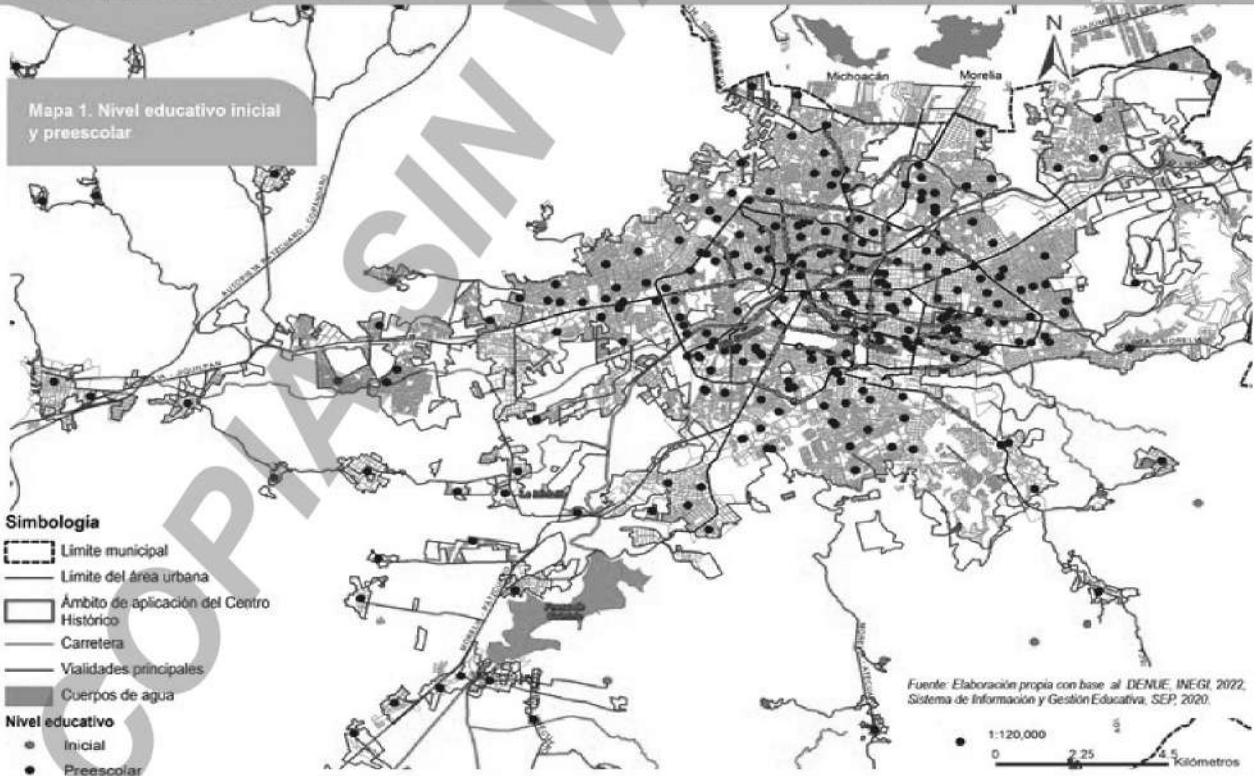 Mapa 1. Nivel educativo inicial
y preescolar
N
Michoacán
Morelia
AUTOPISTA PATZCUARO, CUITZEO
COPIA SIN V
Simbología
Límite municipal
Límite del área urbana
Ámbito de aplicación del Centro
Histórico
Carretera
Vialidades principales
Cuerpos de agua
Nivel educativo
Inicial
Preescolar
Fuente: Elaboración propia con base al DENUE, INEGI, 2022,
Sistema de Información y Gestión Educativa, SEP, 2020.
1:120,000
0 2.25 4.5
Kilómetros